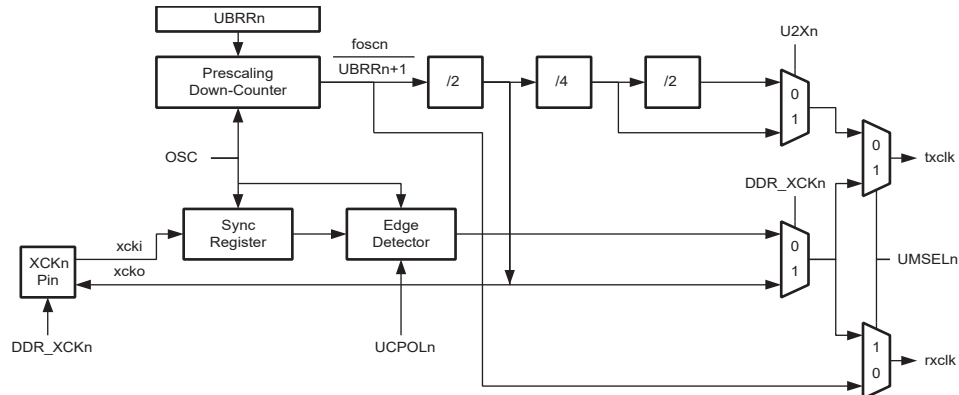 UBRRn
foscn
UBRRn+1
U2Xn
Prescaling
Down-Counter
/2
/4
/2
0
1
OSC
0
1
txclk
DDR_XCKn
Sync
Register
Edge
Detector
xcki
0
1
XCKn
Pin
xcko
UMSELn
DDR_XCKn
UCPOLn
1
0
rxclk